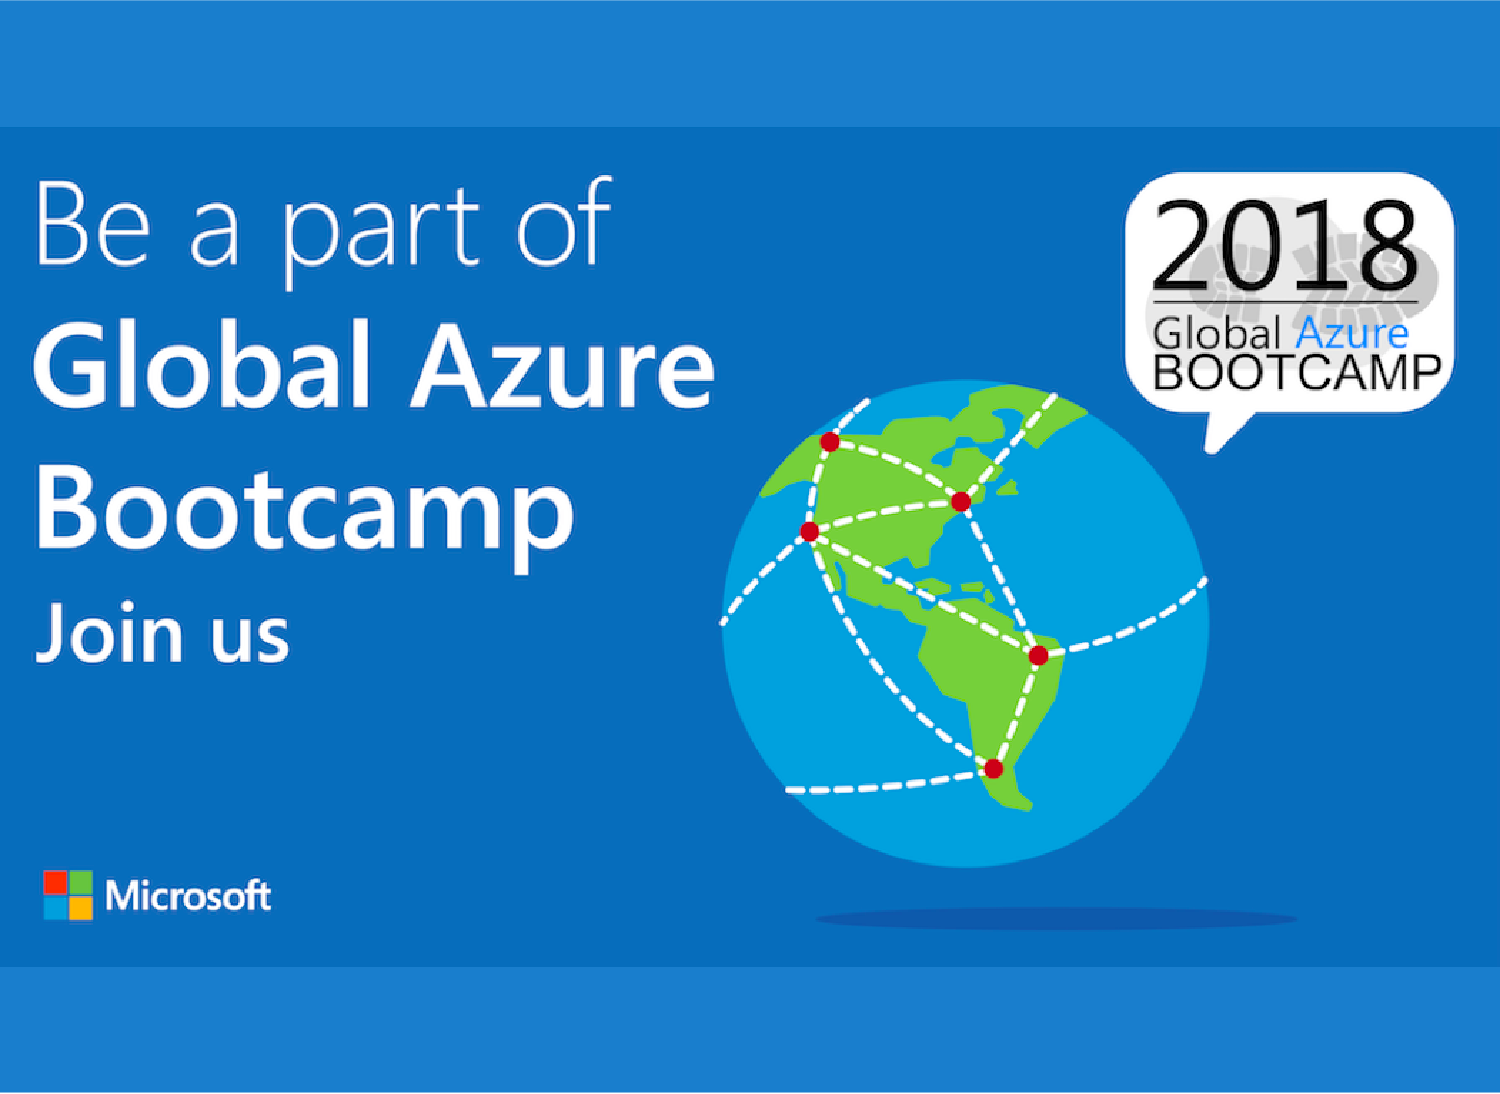 Be a part of
Global Azure
Bootcamp
Join us
2018
Global Azure
BOOTCAMP
Microsoft